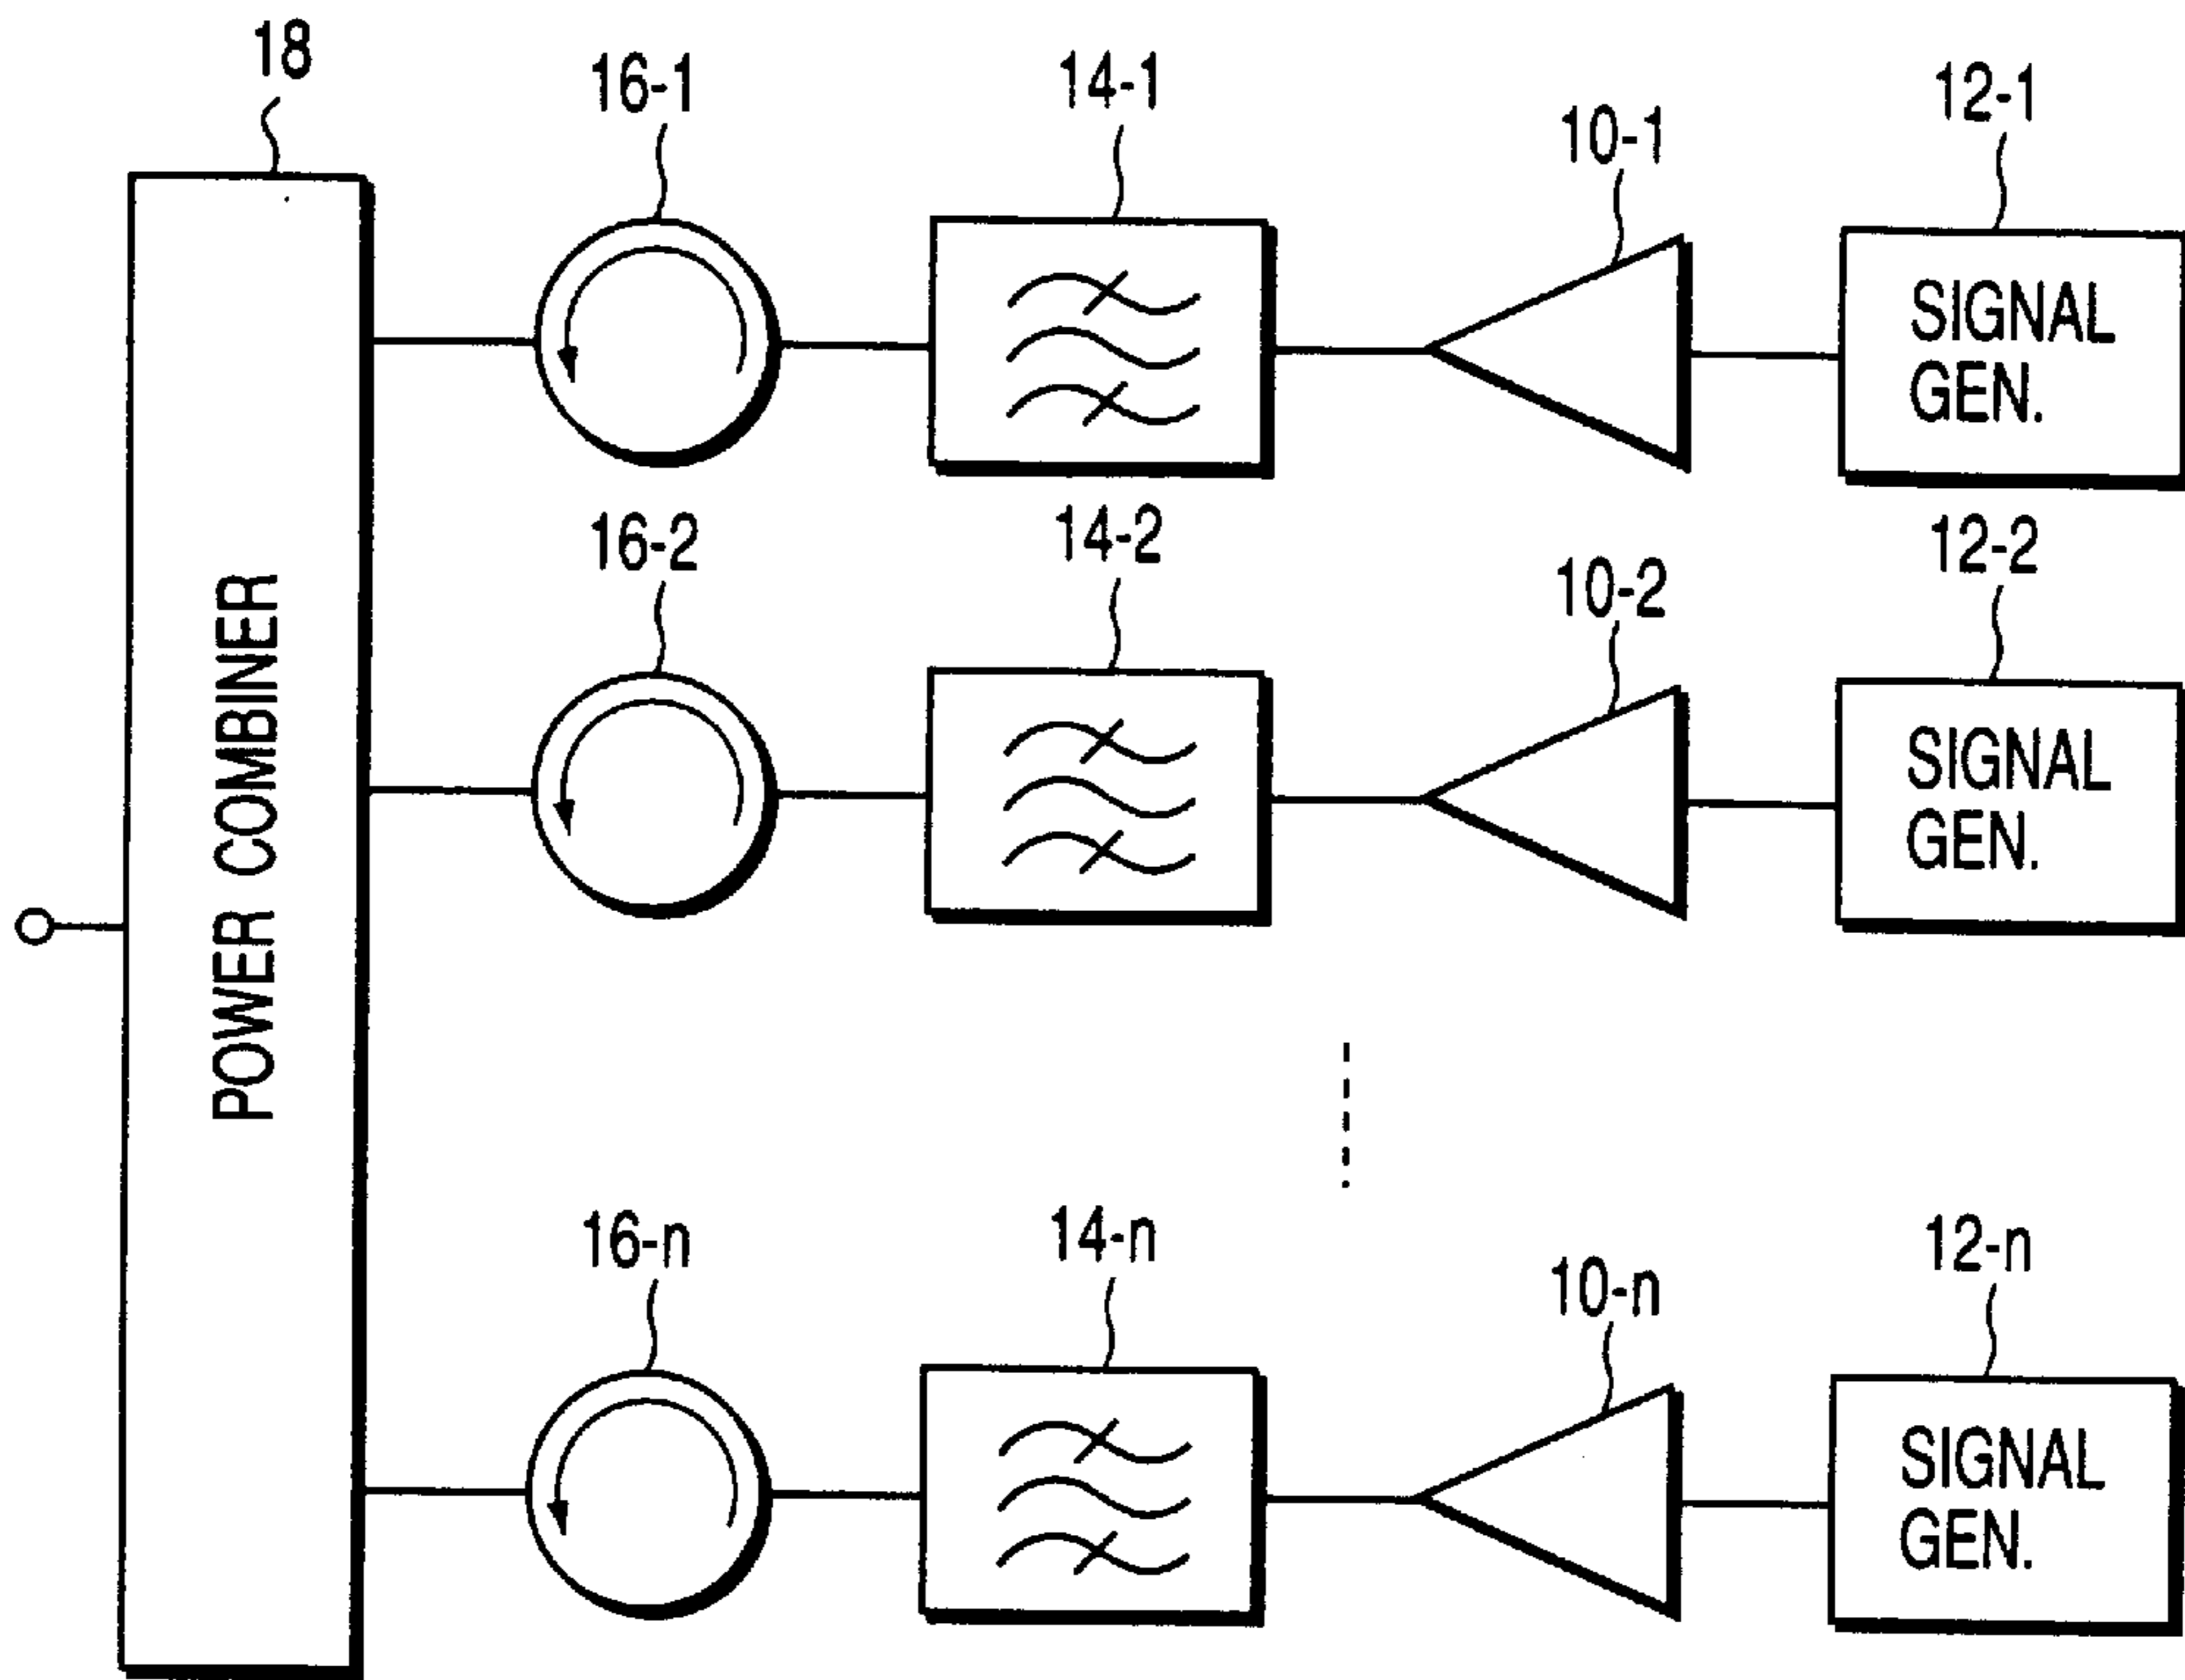 18
16-1
14-1
10-1
12-1
SIGNAL
GEN.
16-2
14-2
10-2
12-2
SIGNAL
GEN.
POWER COMBINER
16-n
14-n
10-n
12-n
SIGNAL
GEN.